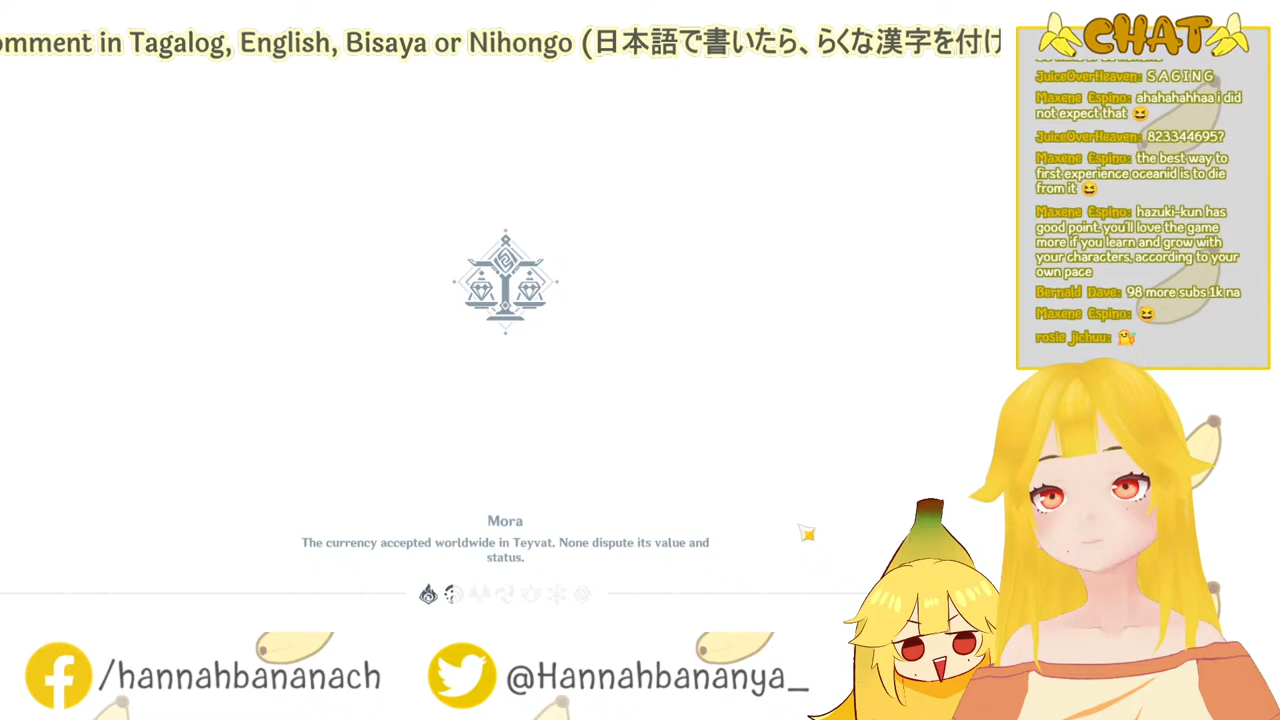 omment in Tagalog, English, Bisaya or Nihongo (日本語で書いたら、らくな漢字を付け
CHAT
JuiceOverHeaven: S A G I N G
Maxene Espino: ahahahahhaa i did
not expect that 😆
JuiceOverHeaven: 823344695?
Maxene Espino: the best way to
first experience oceanid is to die
from it 😆
Maxene Espino: hazuki-kun has
good point. you'll love the game
more if you learn and grow with
your characters, according to your
own pace
Bernald Dave: 98 more subs 1k na
Maxene Espino: 😆
rosie jichuu:
Mora
The currency accepted worldwide in Teyvat. None dispute its value and
status.
/hannahbananach
@Hannahbananya_